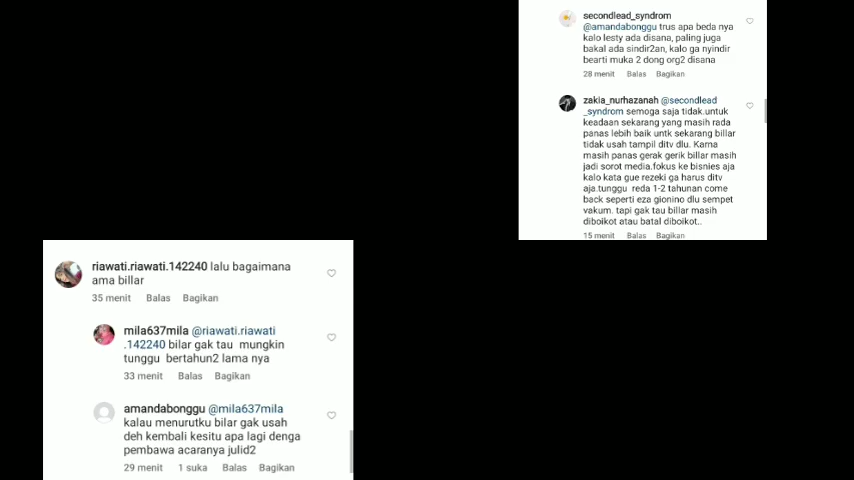 secondlead_syndrom
@amandabonggu trus apa beda nya
kalo lesty ada disana, paling juga
bakal ada sindir2an, kalo ga nyindir
bearti muka 2 dong org2 disana
28 menit Balas Bagikan
zakia_nurhazanah @secondlead
_syndrom semoga saja tidak.untuk
keadaan sekarang yang masih rada
panas lebih baik untk sekarang billar
tidak usah tampil ditv dlu. Karna
masih panas gerak gerik billar masih
jadi sorot media.fokus ke bisnies aja
kalo kata gue rezeki ga harus ditv
aja.tunggu reda 1-2 tahunan come
back seperti eza gionino dlu sempet
vakum. tapi gak tau billar masih
diboikot atau batal diboikot..
15 menit Balas Bagikan
riawati.riawati.142240 lalu bagaimana
ama billar
35 menit Balas Bagikan
mila637mila @riawati.riawati
.142240 bilar gak tau mungkin
tunggu bertahun2 lama nya
33 menit Balas Bagikan
amandabonggu @mila637mila
kalau menurutku bilar gak usah
deh kembali kesitu apa lagi denga
pembawa acaranya julid2
29 menit 1 suka Balas Bagikan